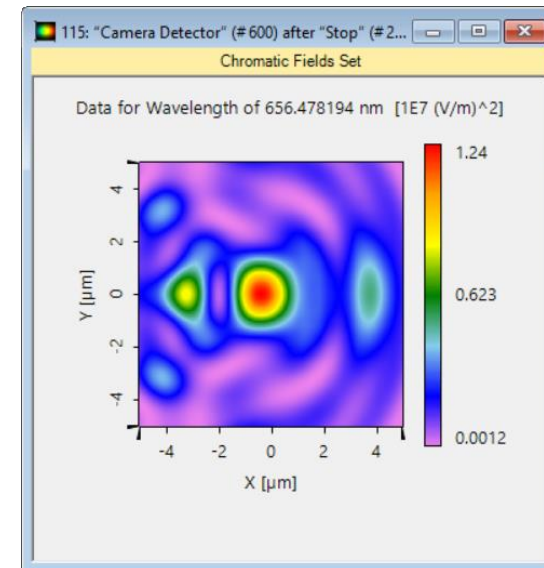 115: "Camera Detector" (#600) after "Stop" (#2...
Chromatic Fields Set
Data for Wavelength of 656.478194 nm [1E7 (V/m)^2]
1.24
0.623
0.0012
4
2
0
-2
-4
Y [µm]
-4 -2 0 2 4
X [µm]